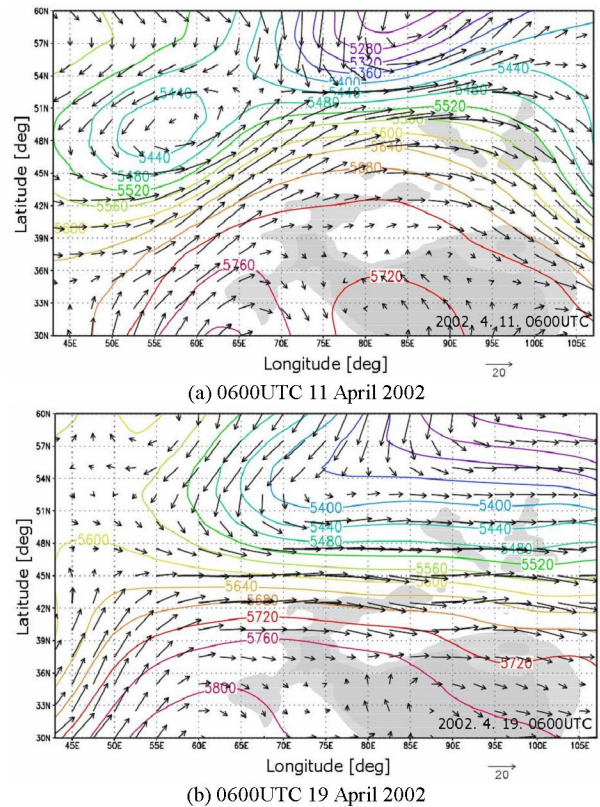 60N
57N
54N
51N
48N
45N
42N
39N
36N
33N
30N
Latitude [deg]
5280
5320
5360
5400
5440
5440
5480
5440
5480
5520
5440
5600
5640
5680
5480
5520
5560
5600
5760
5720
2002. 4. 11. 0600UTC
45E 50E 55E 60E 65E 70E 75E 80E 85E 90E 95E 100E 105E
Longitude [deg]
20
(a) 0600UTC 11 April 2002
60N
57N
54N
51N
48N
45N
42N
39N
36N
33N
30N
Latitude [deg]
5400 5400
5440 5440
5480 5480
5520
5600
5560
5640
5680
5720
5760
5720
5800
2002. 4. 19. 0600UTC
45E 50E 55E 60E 65E 70E 75E 80E 85E 90E 95E 100E 105E
Longitude [deg]
20
(b) 0600UTC 19 April 2002